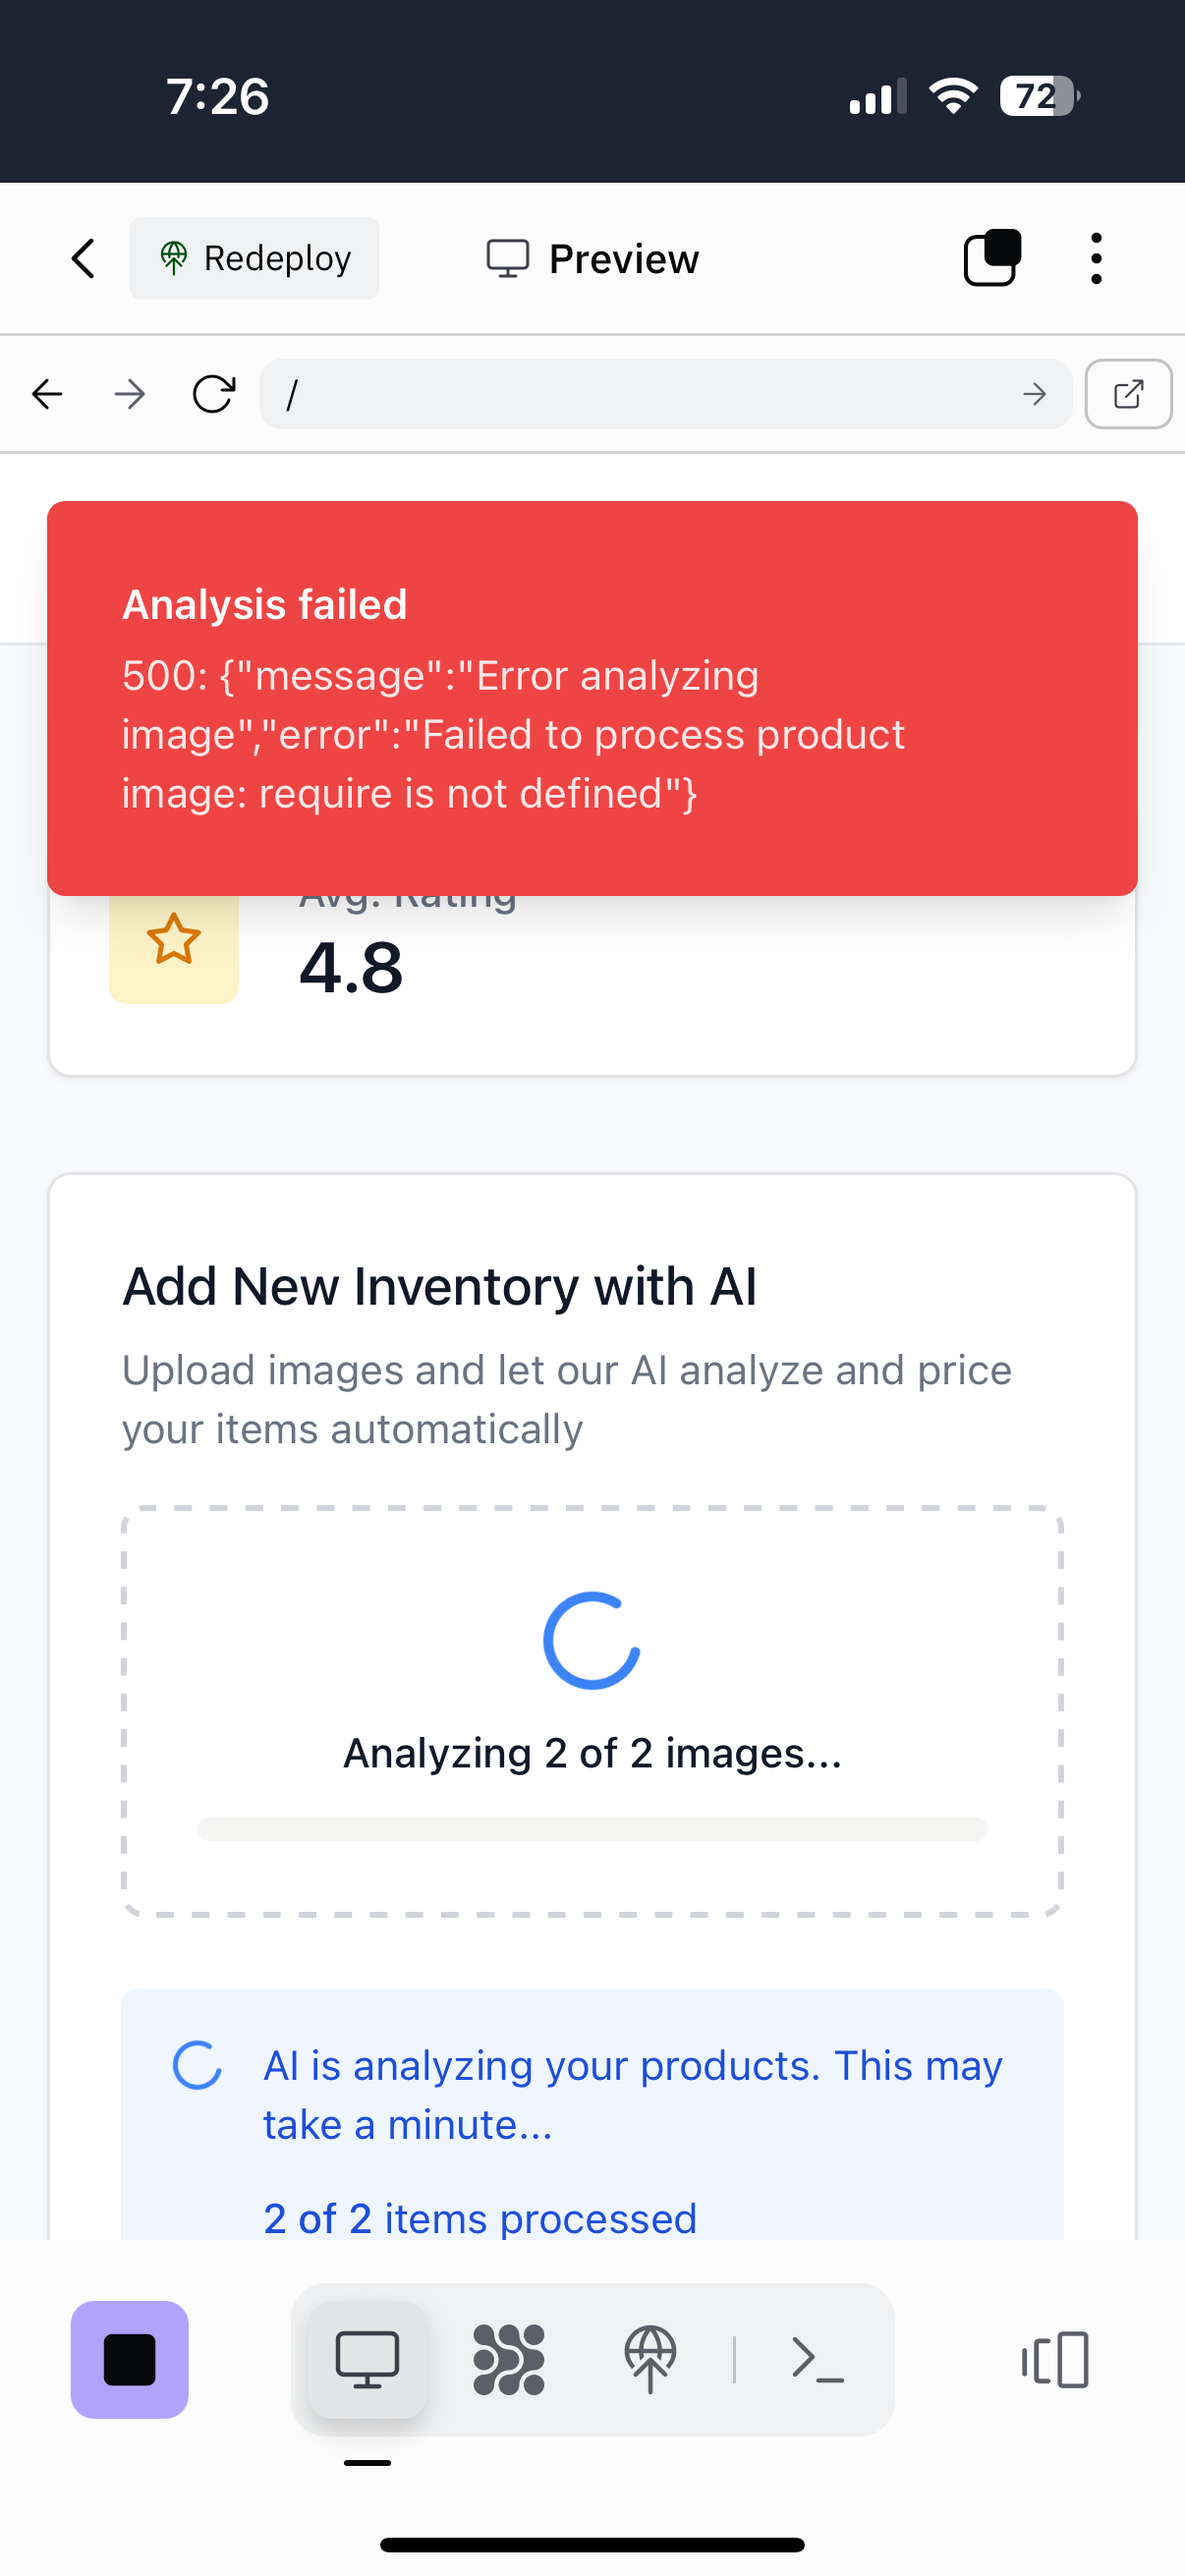 7:26
72
Redeploy
Preview
/
Analysis failed
500: {"message":"Error analyzing
image","error":"Failed to process product
image: require is not defined"}
Avg. Rating
4.8
Add New Inventory with AI
Upload images and let our AI analyze and price
your items automatically
Analyzing 2 of 2 images...
AI is analyzing your products. This may
take a minute...
2 of 2 items processed